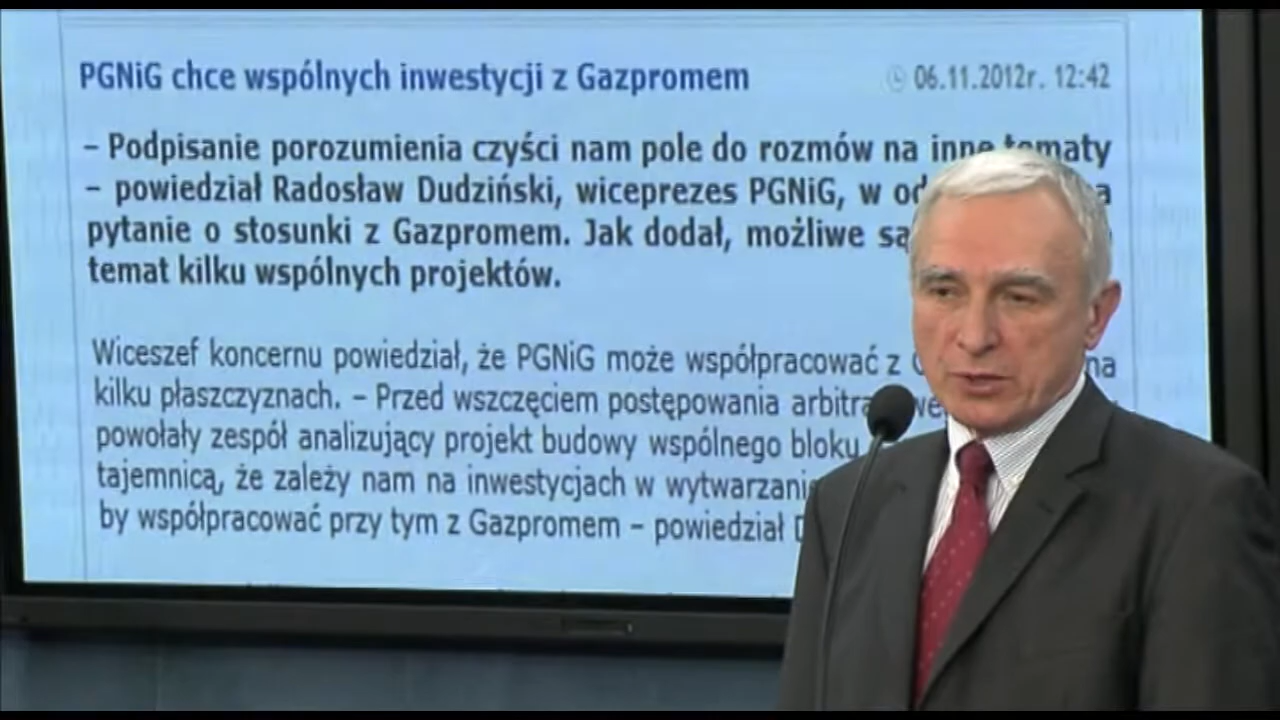 PGNiG chce wspólnych inwestycji z Gazpromem 06.11.2012r. 12:42
– Podpisanie porozumienia czyści nam pole do rozmów na inne tematy
– powiedział Radosław Dudziński, wiceprezes PGNiG, w
pytanie o stosunki z Gazpromem. Jak dodał, możliwe są
temat kilku wspólnych projektów.
Wiceszef koncernu powiedział, że PGNiG może współpracować z na
kilku płaszczyznach. – Przed wszczęciem postępowania
powołały zespół analizujący projekt budowy wspólnego bloku
tajemnicą, że zależy nam na inwestycjach w
by współpracować przy tym z Gazpromem – powiedział